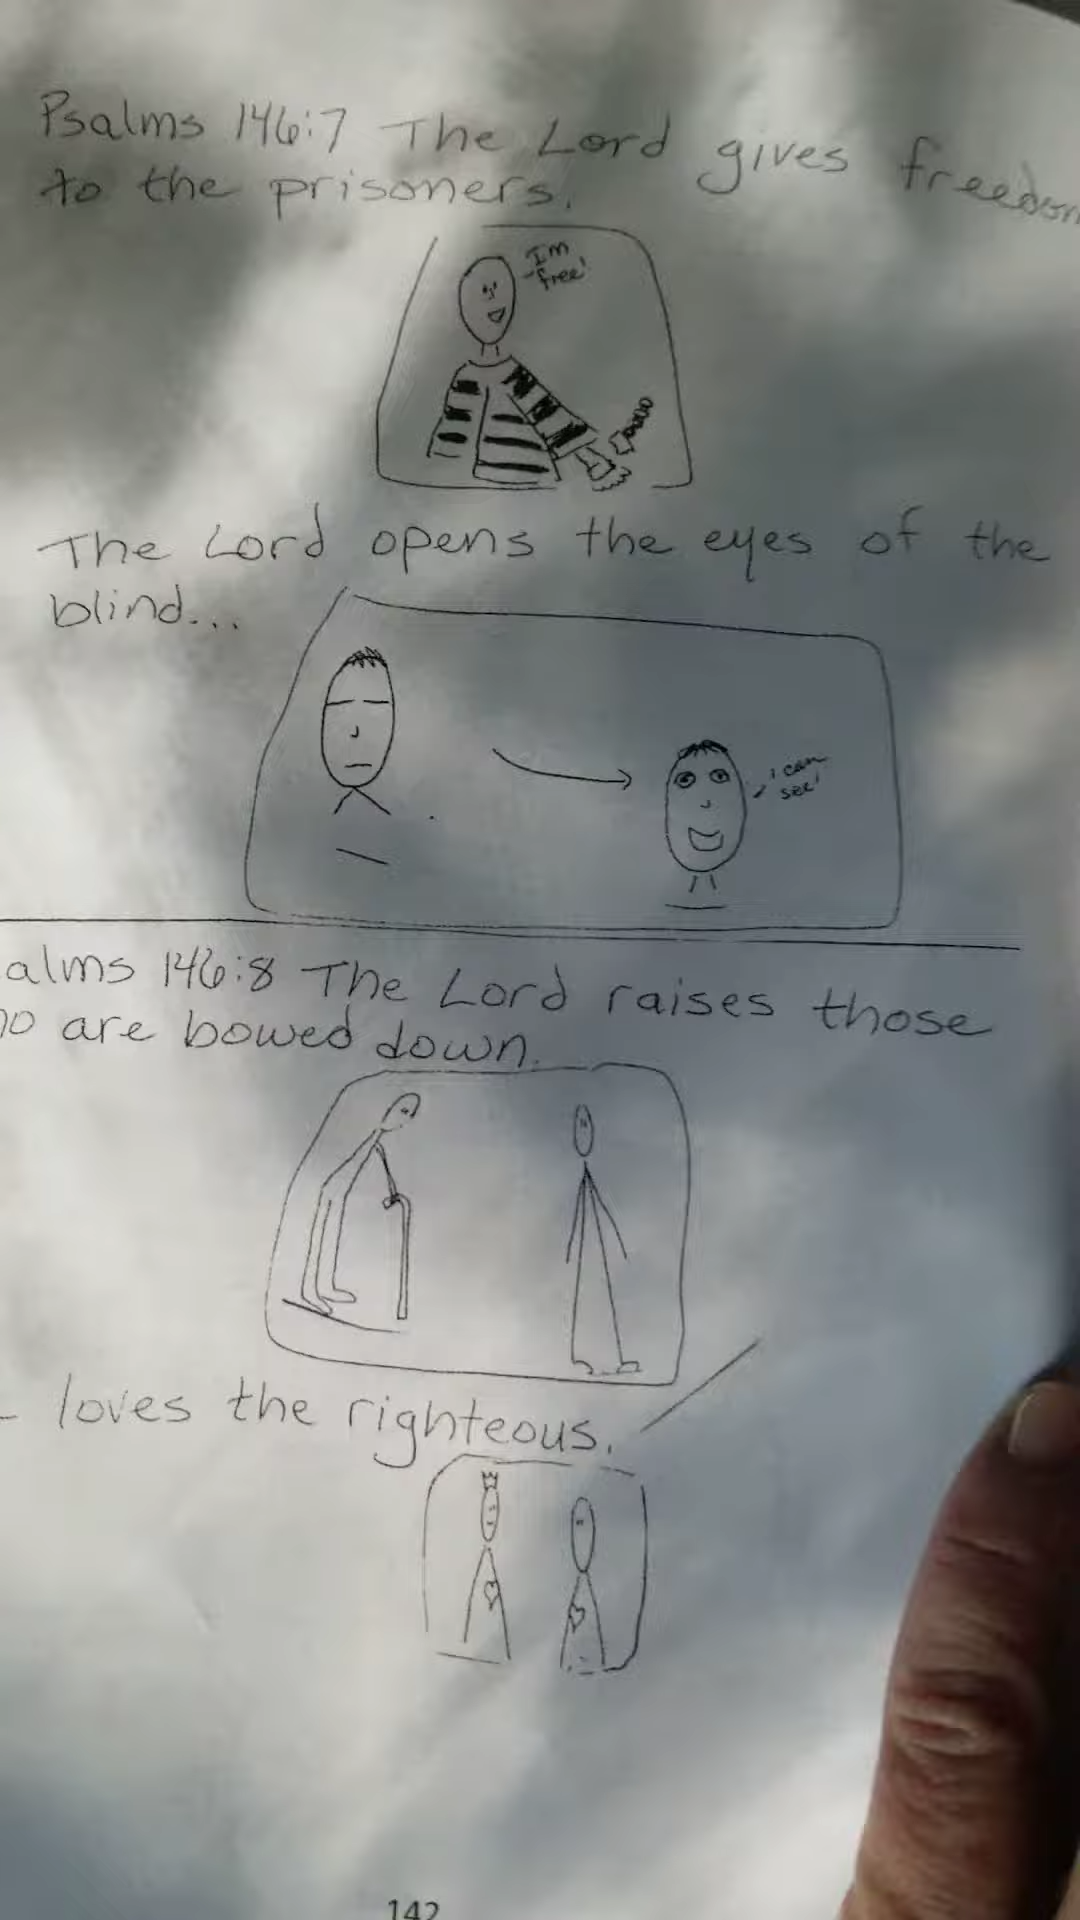 Psalms 146:7 The Lord gives freedom
to the prisoners.
I'm
free!
The Lord opens the eyes of the
blind...
i can
see!
alms 146:8 The Lord raises those
ho are bowed down.
loves the righteous.
142